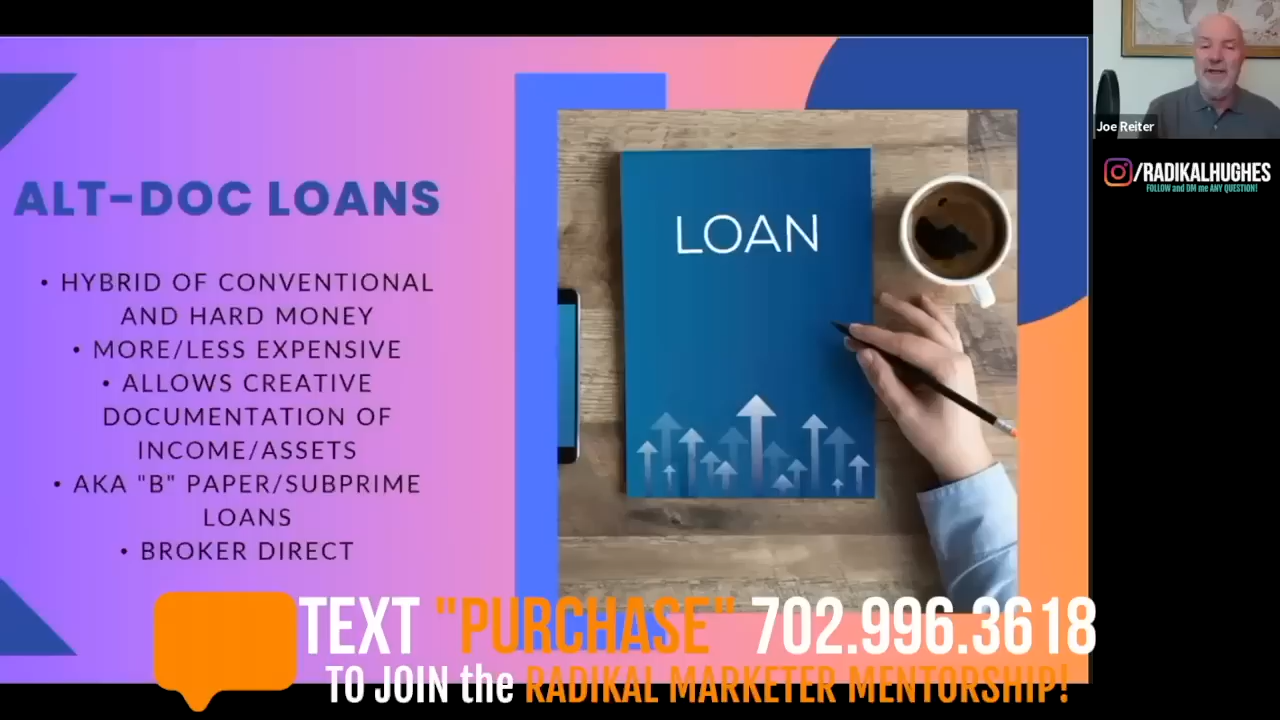 ALT-DOC LOANS
• HYBRID OF CONVENTIONAL
AND HARD MONEY
• MORE/LESS EXPENSIVE
• ALLOWS CREATIVE
DOCUMENTATION OF
INCOME/ASSETS
• AKA "B" PAPER/SUBPRIME
LOANS
• BROKER DIRECT
LOAN
Joe Reiter
/RADIKALHUGHES
FOLLOW and DM me ANY QUESTION!
TEXT "PURCHASE" 702.996.3618
TO JOIN the RADIKAL MARKETER MENTORSHIP!